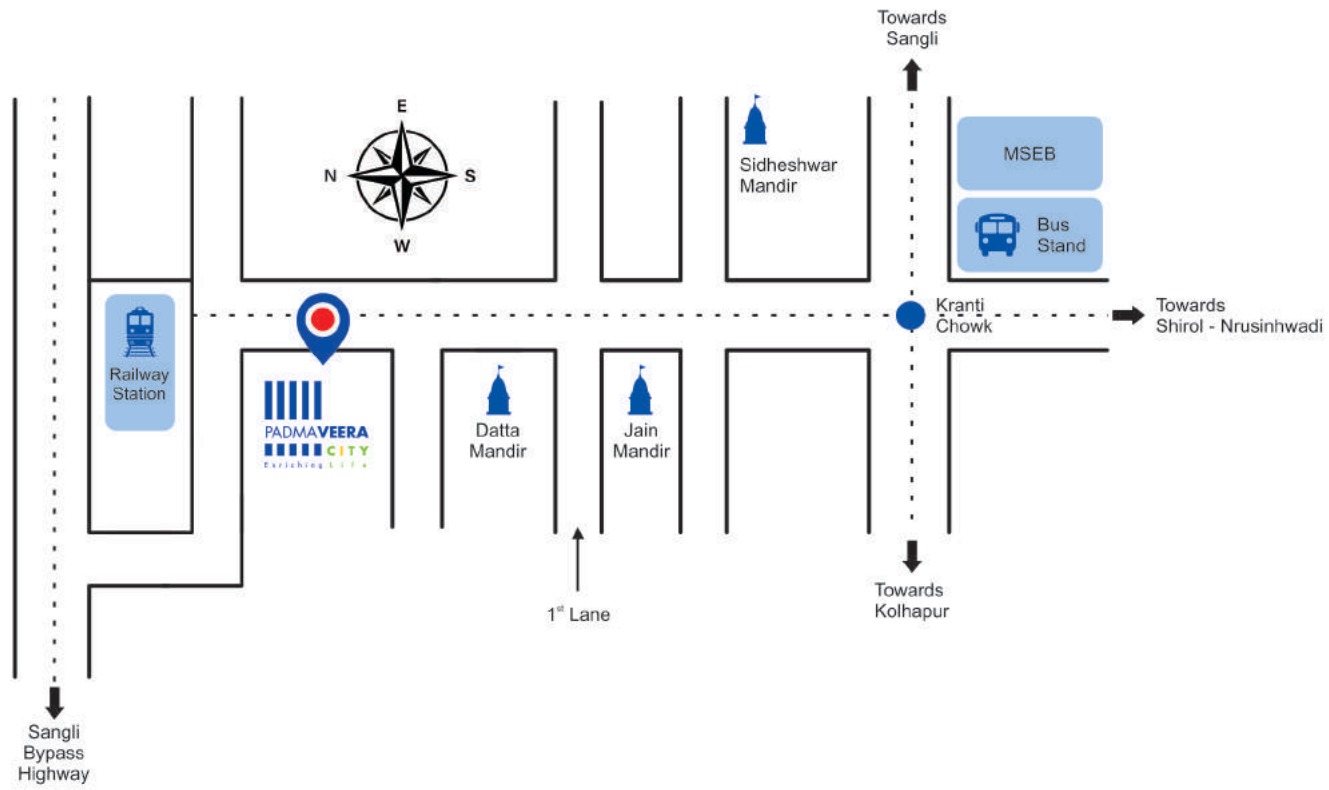 Towards
Sangli
E
N
S
W
Sidheshwar
Mandir
MSEB
Bus
Stand
Kranti
Chowk
Towards
Shirol - Nrusinhwadi
Railway
Station
PADMAVEERA
CITY
Enriching Life
Datta
Mandir
Jain
Mandir
1st Lane
Towards
Kolhapur
Sangli
Bypass
Highway